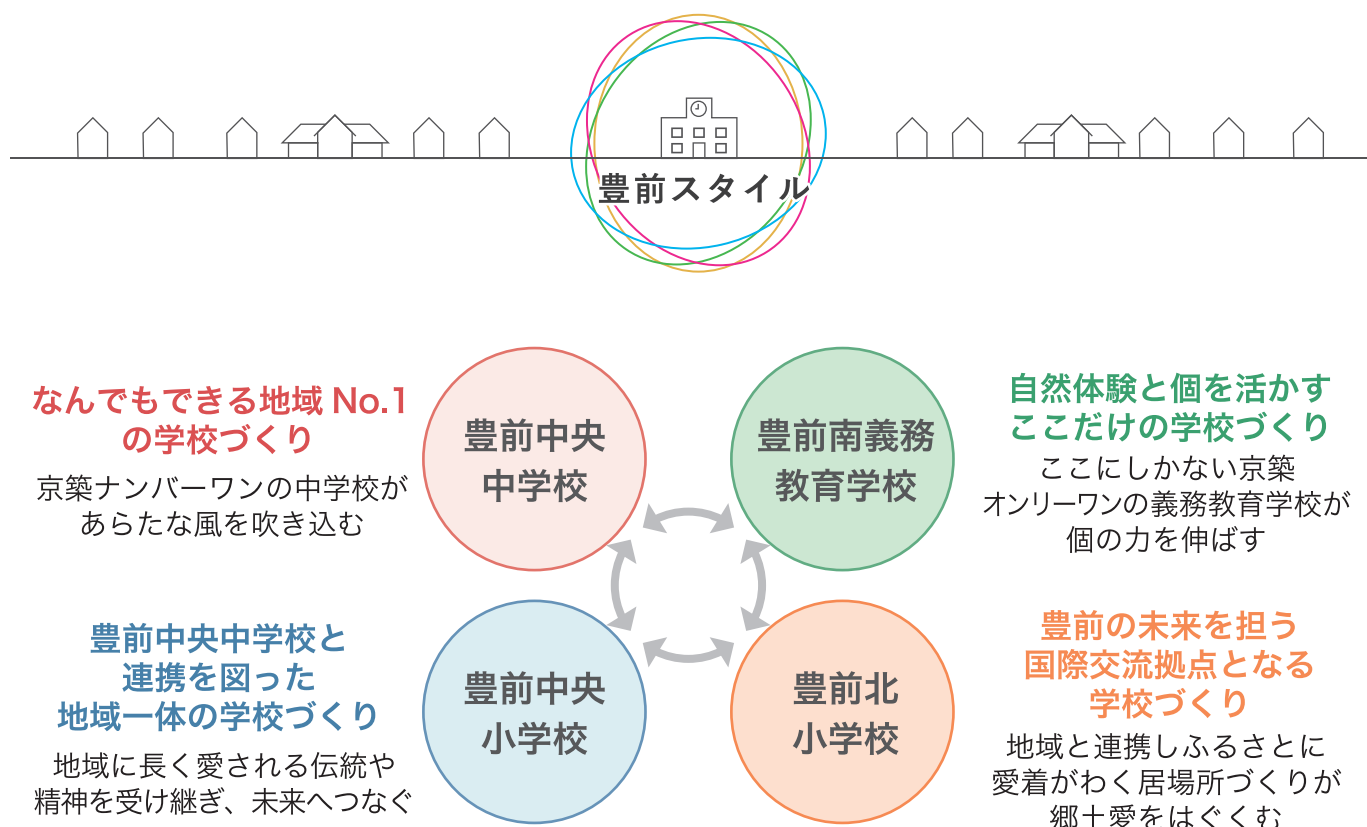 豊前スタイル
なんでもできる地域 No.1
の学校づくり
京築ナンバーワンの中学校が
あらたな風を吹き込む
豊前中央
中学校
豊前南義務
教育学校
自然体験と個を活かす
ここだけの学校づくり
ここにしかない京築
オンリーワンの義務教育学校が
個の力を伸ばす
豊前中央中学校と
連携を図った
地域一体の学校づくり
地域に長く愛される伝統や
精神を受け継ぎ、未来へつなぐ
豊前中央
小学校
豊前北
小学校
豊前の未来を担う
国際交流拠点となる
学校づくり
地域と連携しふるさとに
愛着がわく居場所づくりが
郷土愛をはぐくむ